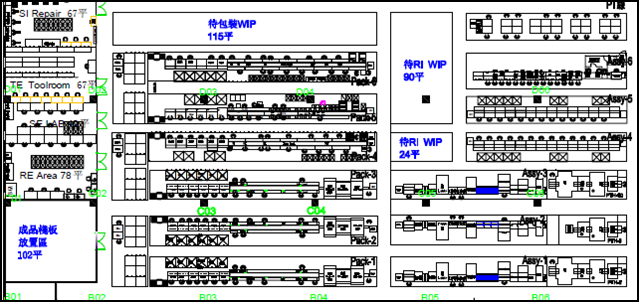 SI Repair 67平
待包裝WIP
115平
PT線
待RI WIP
90平
TE Toolroom 67平
Pack-6
Assy-6
D03
D04
Pack-5
Assy-5
待RI WIP
24平
Pack-4
Assy-4
RE Area 78平
Pack-3
Assy-3
C03
C04
成品棧板
放置區
102平
Pack-2
Assy-2
Pack-1
Assy-1
B01
B02
B03
B04
B05
B06